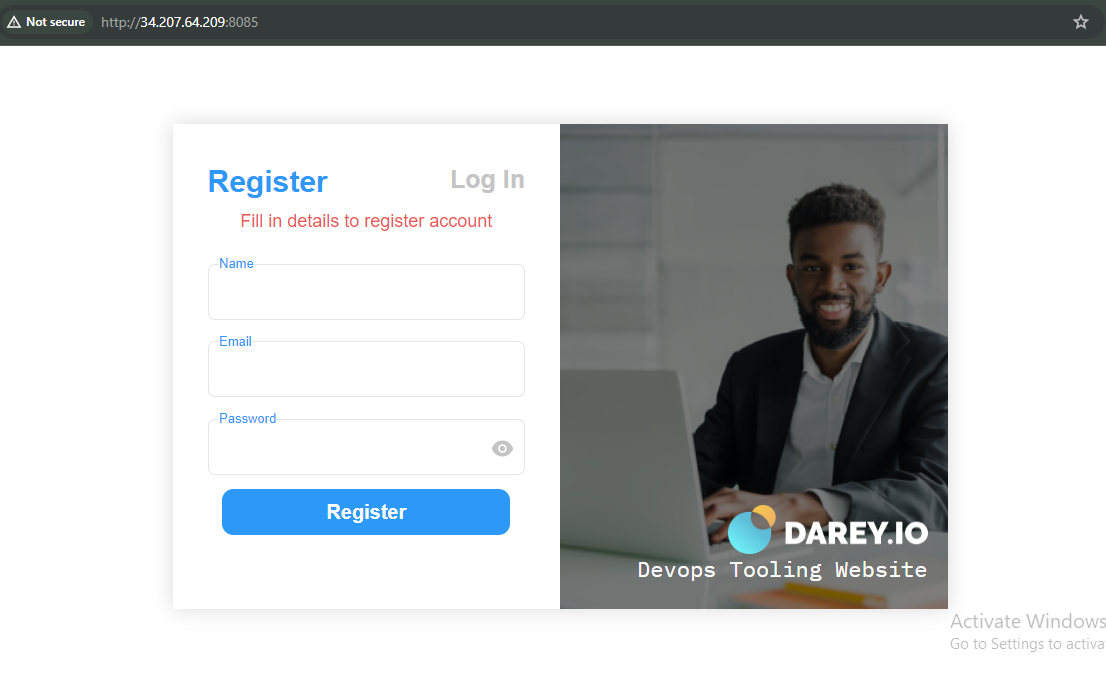 Not secure http://34.207.64.209:8085
Register Log In
Fill in details to register account
Name
Email
Password
Register
DAREY.IO
Devops Tooling Website
Activate Windows
Go to Settings to activa